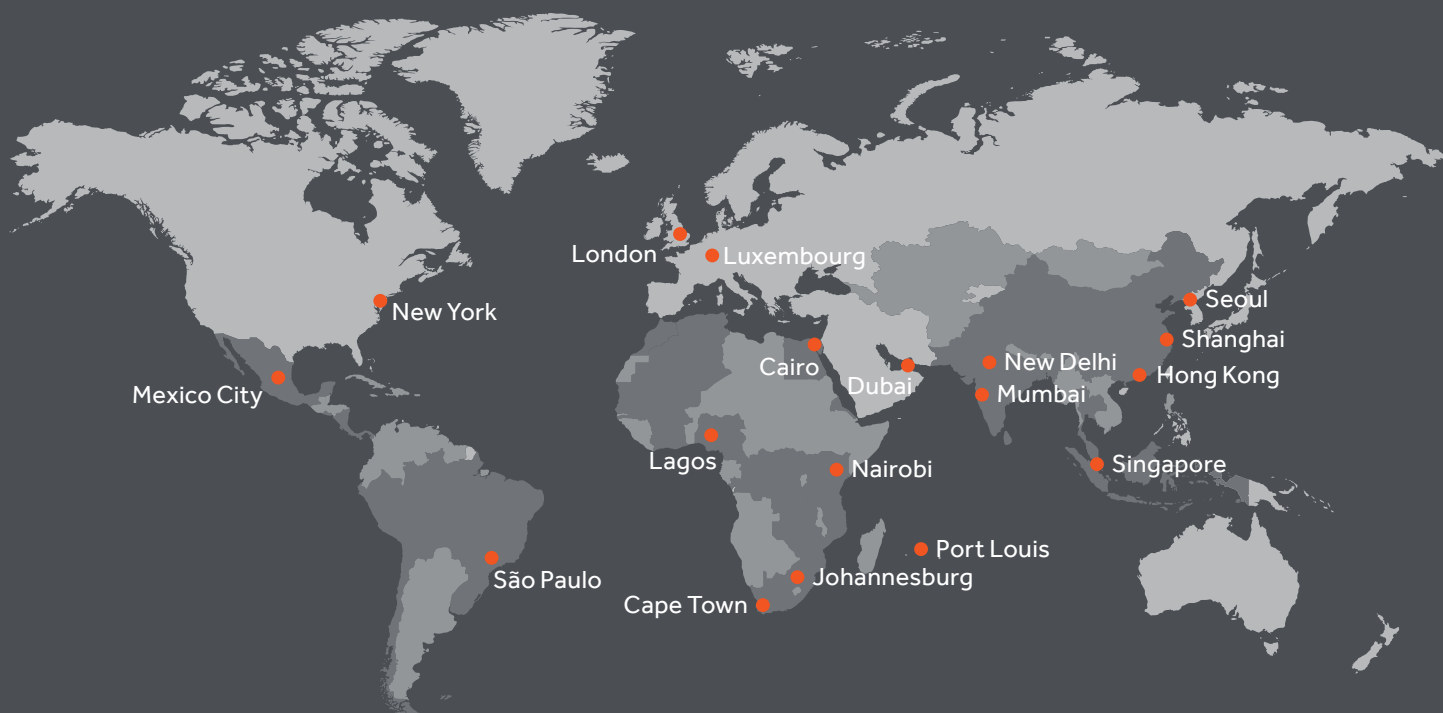 London
Luxembourg
New York
Seoul
Shanghai
Cairo
New Delhi
Hong Kong
Dubai
Mexico City
Mumbai
Lagos
Nairobi
Singapore
Port Louis
São Paulo
Johannesburg
Cape Town